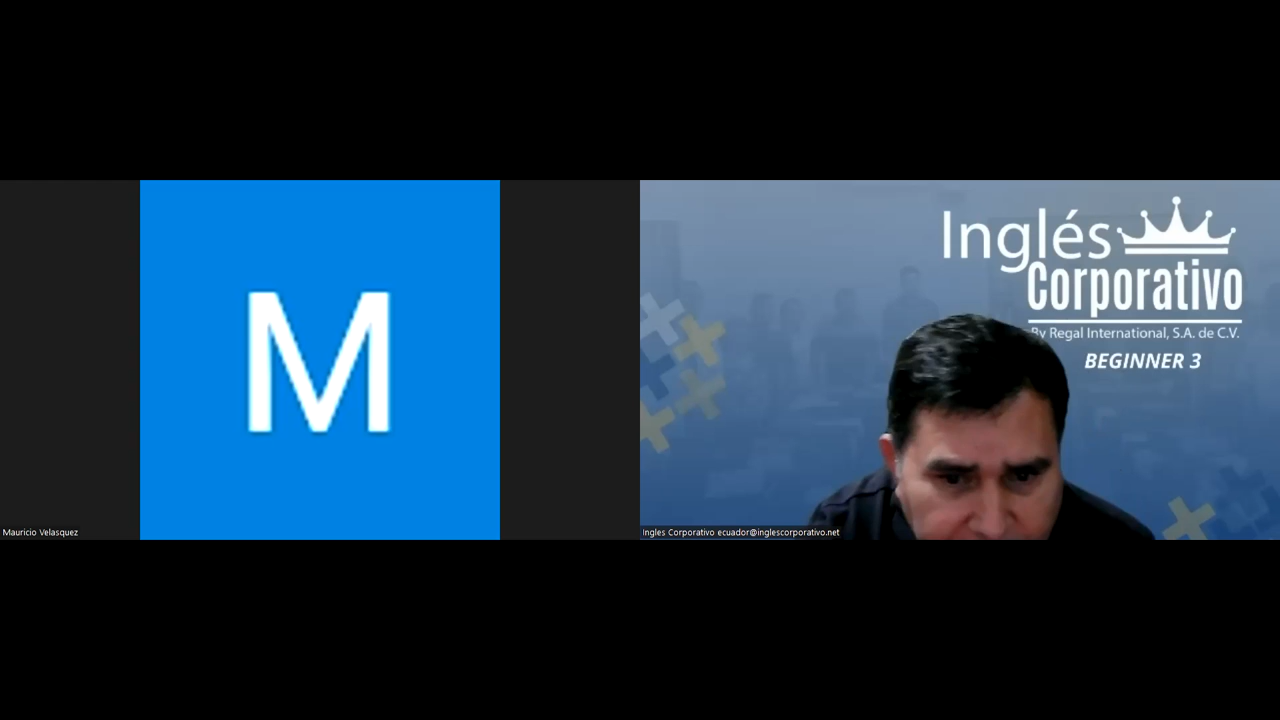 M
Mauricio Velasquez
Inglés
Corporativo
By Regal International, S.A. de C.V.
BEGINNER 3
Ingles Corporativo ecuador@inglescorporativo.net